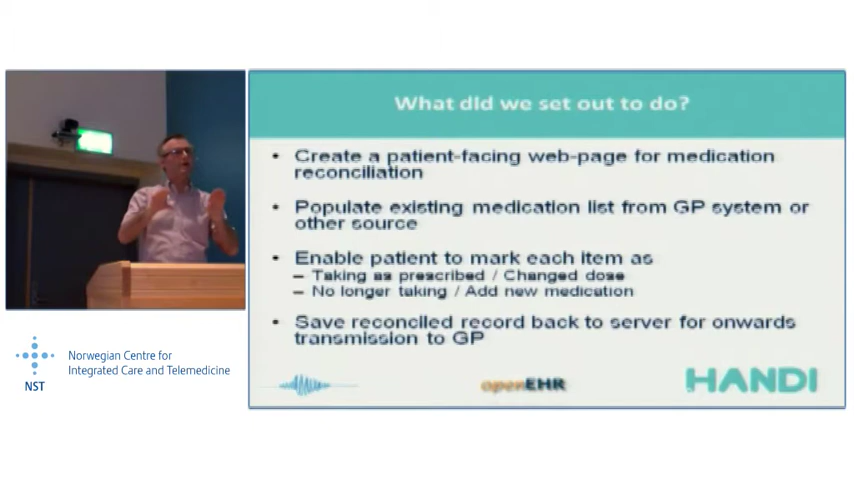 What did we set out to do?
• Create a patient-facing web-page for medication
reconciliation
• Populate existing medication list from GP system or
other source
• Enable patient to mark each item as
– Taking as prescribed / Changed dose
– No longer taking / Add new medication
• Save reconciled record back to server for onwards
transmission to GP
openEHR
HANDI
NST
Norwegian Centre for
Integrated Care and Telemedicine